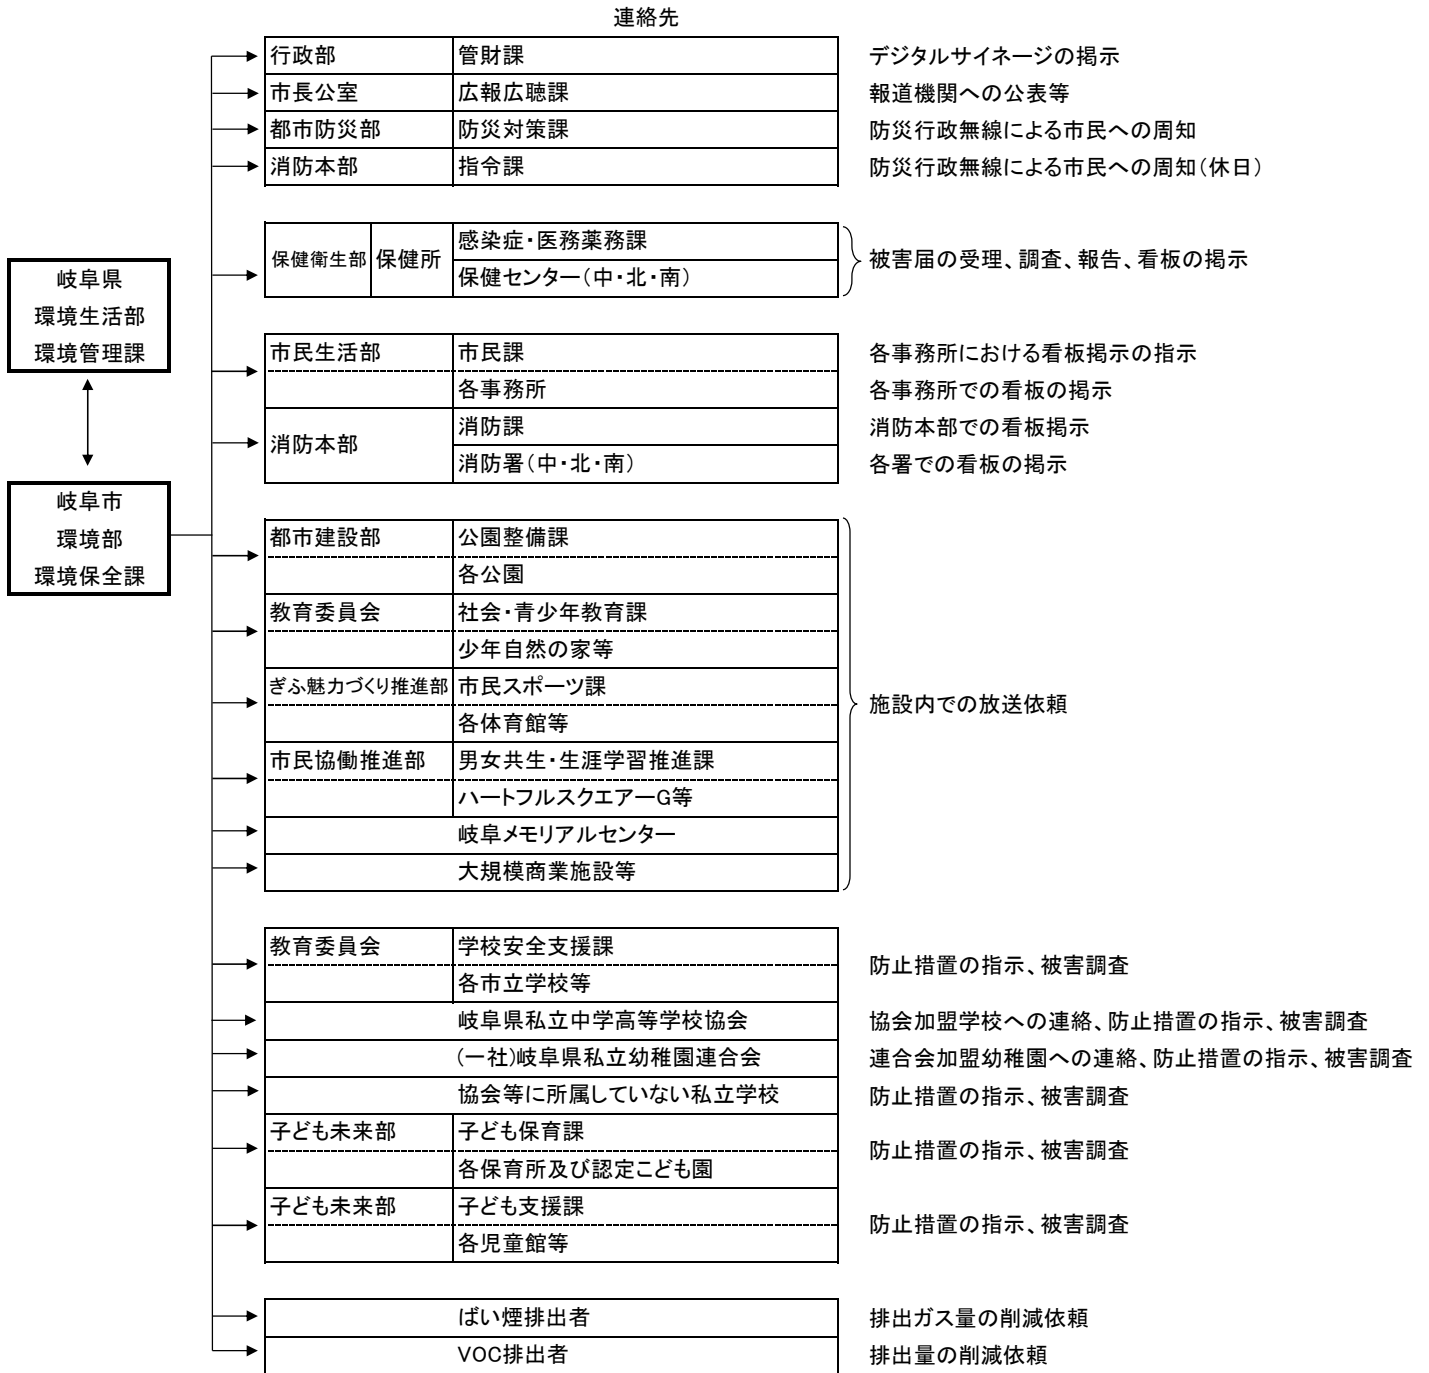 連絡先
行政部 管財課 デジタルサイネージの掲示
市長公室 広報広聴課 報道機関への公表等
都市防災部 防災対策課 防災行政無線による市民への周知
消防本部 指令課 防災行政無線による市民への周知(休日)
保健衛生部 保健所 感染症・医務薬務課
保健センター(中・北・南)
被害届の受理、調査、報告、看板の掲示
岐阜県
環境生活部
環境管理課
市民生活部 市民課 各事務所における看板掲示の指示
各事務所 各事務所での看板の掲示
消防本部 消防課 消防本部での看板掲示
消防署(中・北・南) 各署での看板の掲示
岐阜市
環境部
環境保全課
都市建設部 公園整備課
各公園
教育委員会 社会・青少年教育課
少年自然の家等
ぎふ魅力づくり推進部 市民スポーツ課
各体育館等
施設内での放送依頼
市民協働推進部 男女共生・生涯学習推進課
ハートフルスクエアーG等
岐阜メモリアルセンター
大規模商業施設等
教育委員会 学校安全支援課
各市立学校等
防止措置の指示、被害調査
岐阜県私立中学高等学校協会 協会加盟学校への連絡、防止措置の指示、被害調査
(一社)岐阜県私立幼稚園連合会 連合会加盟幼稚園への連絡、防止措置の指示、被害調査
協会等に所属していない私立学校 防止措置の指示、被害調査
子ども未来部 子ども保育課
各保育所及び認定こども園
防止措置の指示、被害調査
子ども未来部 子ども支援課
各児童館等
防止措置の指示、被害調査
ばい煙排出者 排出ガス量の削減依頼
VOC排出者 排出量の削減依頼